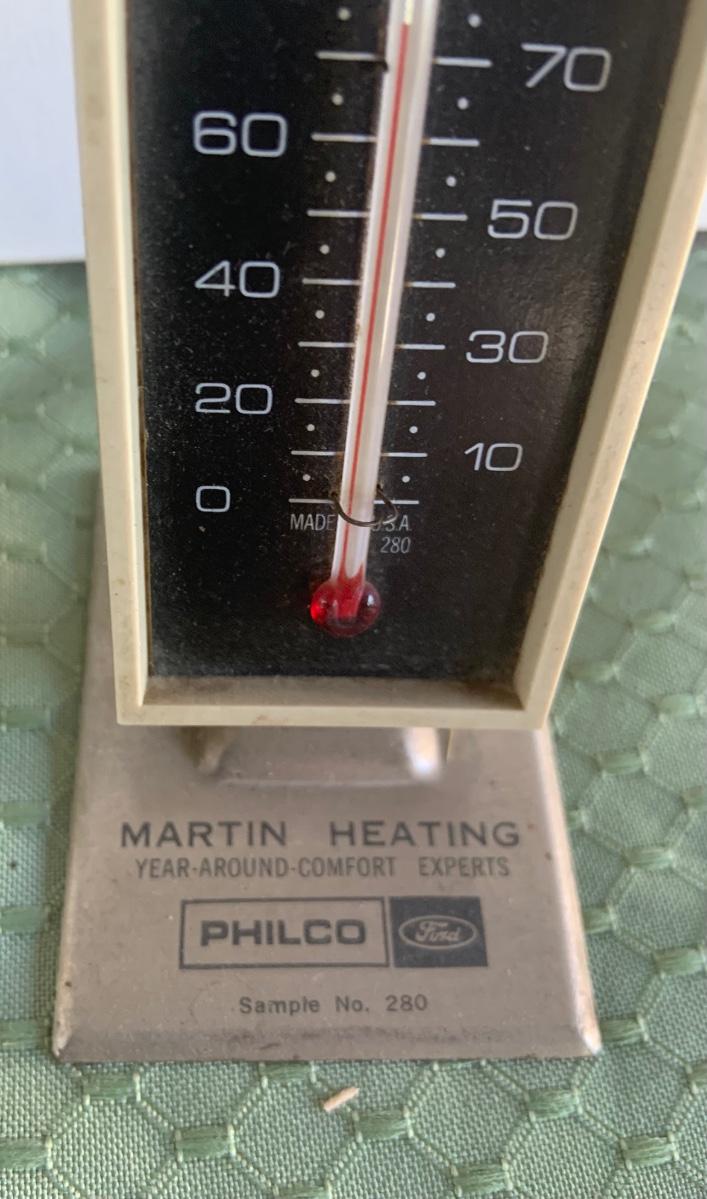 70
60
50
40
30
20
10
0
MADE U.S.A.
280
MARTIN HEATING
YEAR-AROUND-COMFORT EXPERTS
PHILCO Ford
Sample No. 280